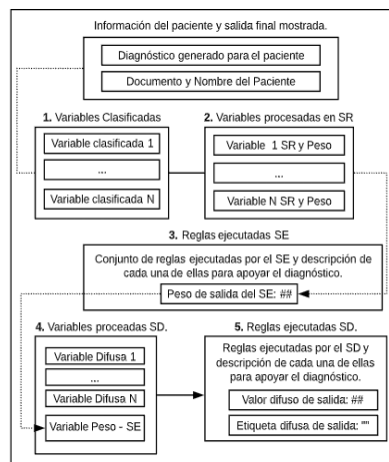 Información del paciente y salida final mostrada.
Diagnóstico generado para el paciente
Documento y Nombre del Paciente
1. Variables Clasificadas
Variable clasificada 1
...
Variable clasificada N
2. Variables procesadas en SR
Variable 1 SR y Peso
...
Variable N SR y Peso
3. Reglas ejecutadas SE
Conjunto de reglas ejecutadas por el SE y descripción de
cada una de ellas para apoyar el diagnóstico.
Peso de salida del SE: ##
4. Variables proceadas SD.
Variable Difusa 1
...
Variable Difusa N
Variable Peso - SE
5. Reglas ejecutadas SD.
Reglas ejecutadas por el SD y
descripción de cada una de ellas
para apoyar el diagnóstico.
Valor difuso de salida: ##
Etiqueta difusa de salida: ""